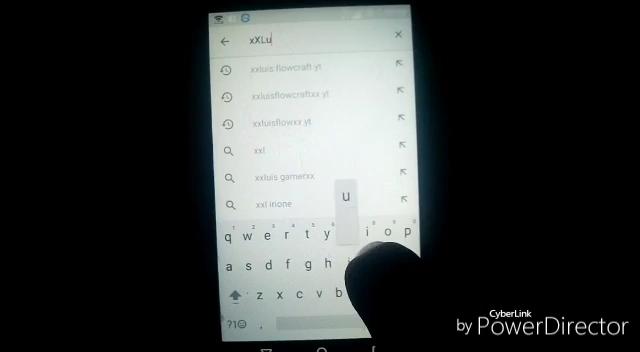 xXLu
xxluis flowcraft yt
xxluisflowcraftxx yt
xxluisflowxx yt
xxl
xxluis gamerxx
xxl irione
u
q w e r t y i o p
a s d f g h
z x c v b
?1☺ ,
CyberLink
by PowerDirector